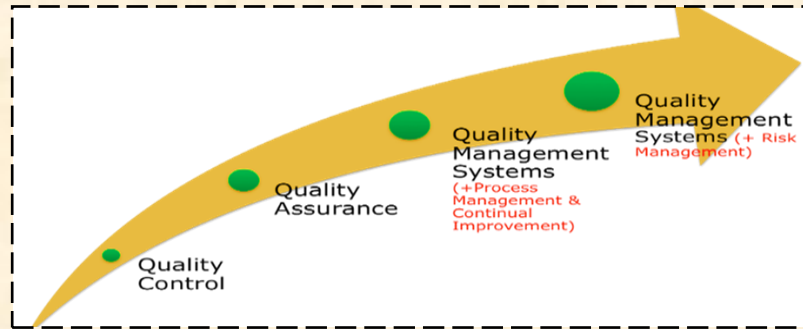 Quality
Control
Quality
Assurance
Quality
Management
Systems
(+Process
Management &
Continual
Improvement)
Quality
Management
Systems (+ Risk
Management)